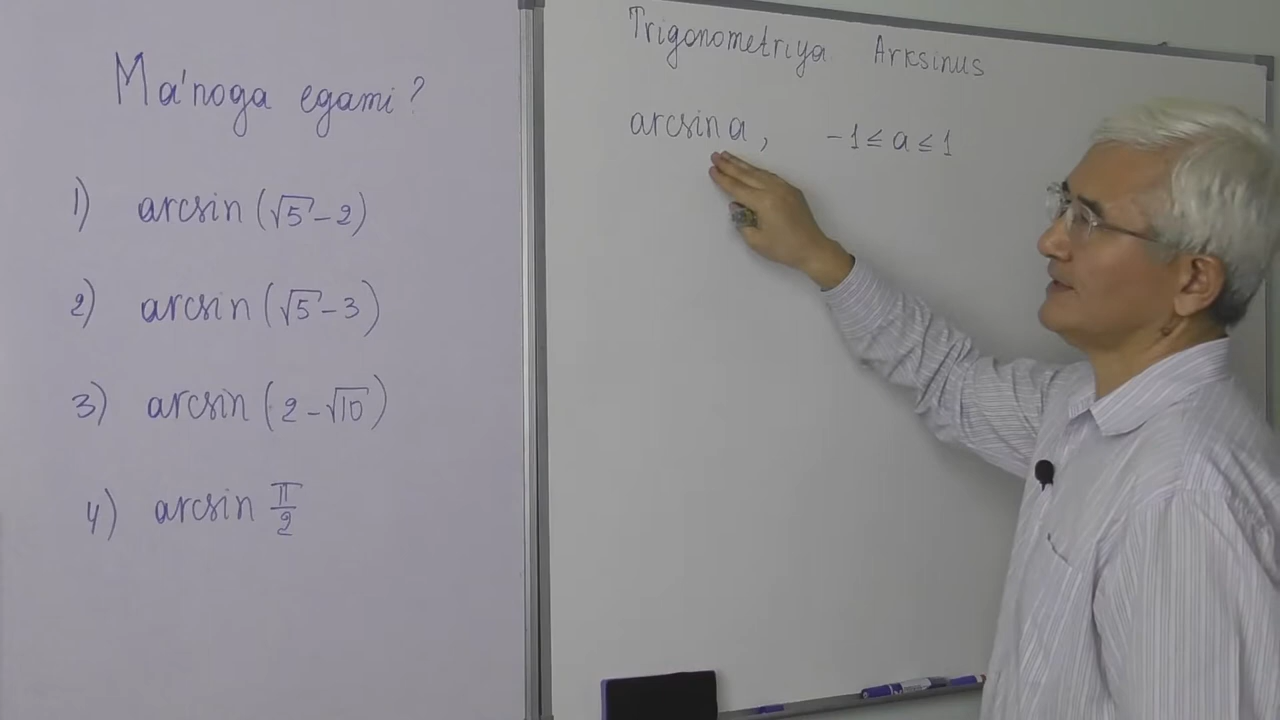 Ma'noga egami?
1) arcsin (√5 - 2)
2) arcsin (√5 - 3)
3) arcsin (2 - √10)
4) arcsin π/2
Trigonometriya Arksinus
arcsin a, -1 ≤ a ≤ 1